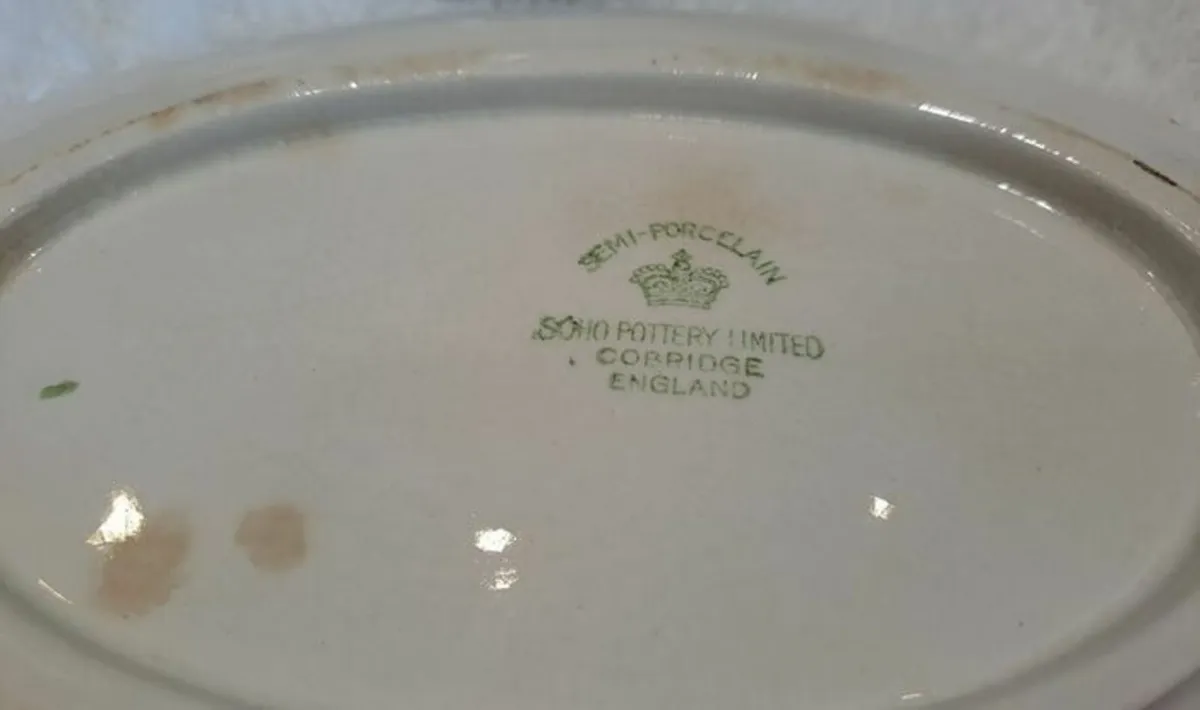 SEMI-PORCELAIN
SOHO POTTERY LIMITED
COBRIDGE
ENGLAND